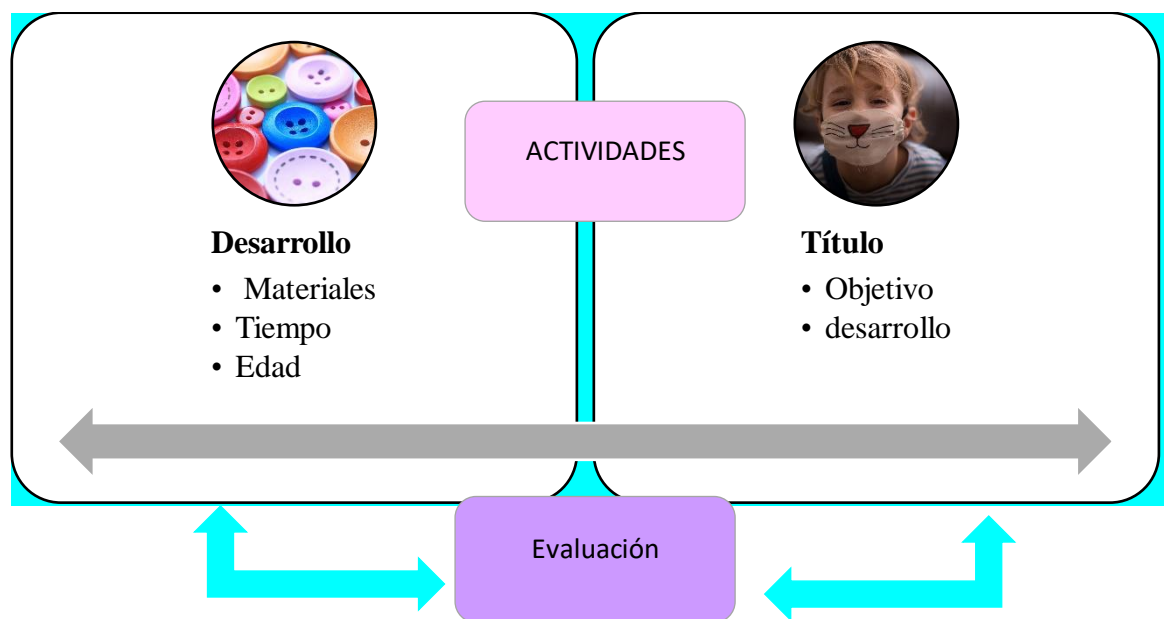 ACTIVIDADES
Desarrollo
• Materiales
• Tiempo
• Edad
Título
• Objetivo
• desarrollo
Evaluación